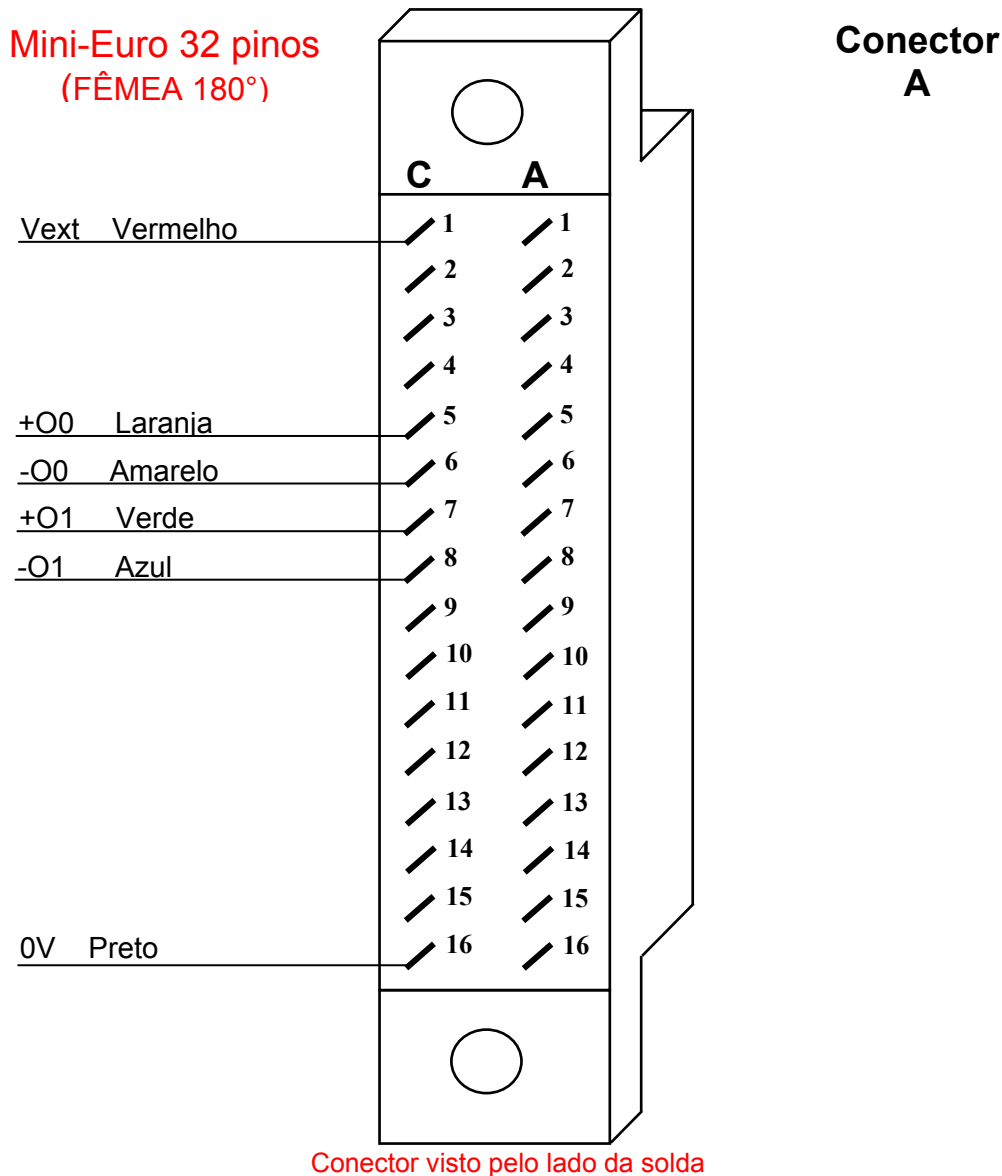 Mini-Euro 32 pinos
(FÊMEA 180°)
Conector
A
C A
Vext Vermelho 1 1
2 2
3 3
4 4
+O0 Laranja 5 5
-O0 Amarelo 6 6
+O1 Verde 7 7
-O1 Azul 8 8
9 9
10 10
11 11
12 12
13 13
14 14
15 15
0V Preto 16 16
Conector visto pelo lado da solda